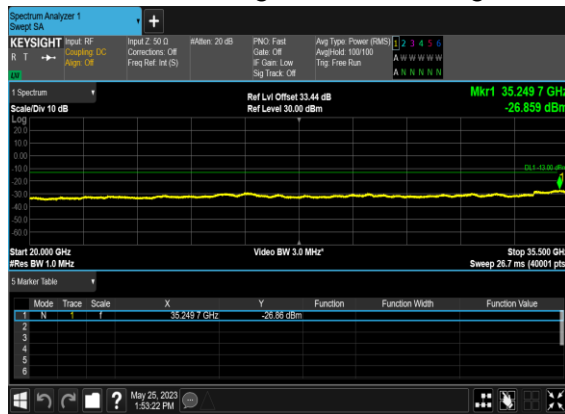 Spectrum Analyzer 1
Swept SA
KEYSIGHT Input: RF Input Z: 50 Ω #Atten: 20 dB PNO: Fast Avg Type: Power (RMS) 1 2 3 4 5 6
R T Coupling: DC Corrections: Off Gate: Off Avg|Hold: 100/100 A W W W W W
Align: Off Freq Ref: Int (S) IF Gain: Low Trig: Free Run
LW Sig Track: Off A N N N N N
1 Spectrum Ref Lvl Offset 33.44 dB Mkr1 35.249 7 GHz
Scale/Div 10 dB Ref Level 30.00 dBm -26.859 dBm
Log
20.0
10.0
0.00
-10.0 DL1 -13.00 dBm
-20.0
-30.0
-40.0
-50.0
-60.0
Start 20.000 GHz Video BW 3.0 MHz* Stop 35.500 GHz
#Res BW 1.0 MHz Sweep 26.7 ms (40001 pts)
5 Marker Table
Mode Trace Scale X Y Function Function Width Function Value
1 N 1 f 35.249 7 GHz -26.86 dBm
2
3
4
5
6
? May 25, 2023
1:53:22 PM